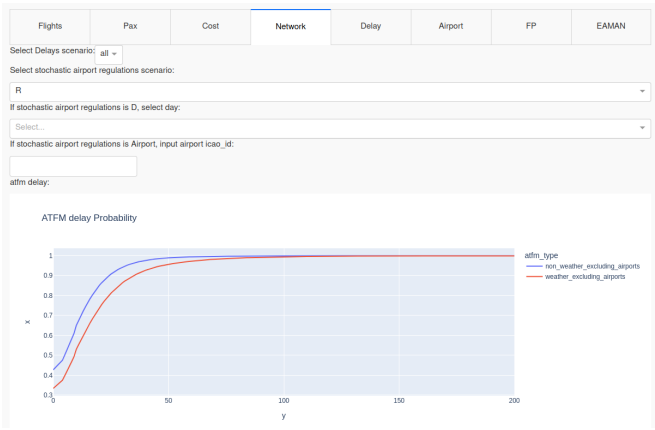 Flights Pax Cost Network Delay Airport FP EAMAN
Select Delays scenario: all
Select stochastic airport regulations scenario:
R
If stochastic airport regulations is D, select day:
Select...
If stochastic airport regulations is Airport, input airport icao_id:
atfm delay:
ATFM delay Probability
atfm_type
non_weather_excluding_airports
weather_excluding_airports
1
0.9
0.8
0.7
0.6
0.5
0.4
0.3
x
0 50 100 150 200
y